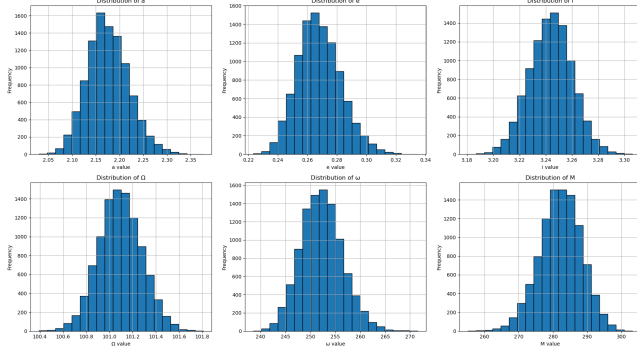 Distribution of a
Distribution of e
Distribution of i
Frequency
1600
1400
1200
1000
800
600
400
200
0
2.05 2.10 2.15 2.20 2.25 2.30 2.35
a value
Frequency
1600
1400
1200
1000
800
600
400
200
0
0.24 0.26 0.28 0.30 0.32 0.34
e value
Frequency
1400
1200
1000
800
600
400
200
0
3.18 3.20 3.22 3.24 3.26 3.28 3.30
i value
Distribution of Ω
Distribution of ω
Distribution of M
Frequency
1400
1200
1000
800
600
400
200
0
100.4 100.6 100.8 101.0 101.2 101.4 101.6 101.8
Ω value
Frequency
1600
1400
1200
1000
800
600
400
200
0
240 245 250 255 260 265 270
ω value
Frequency
1400
1200
1000
800
600
400
200
0
260 270 280 290 300
M value